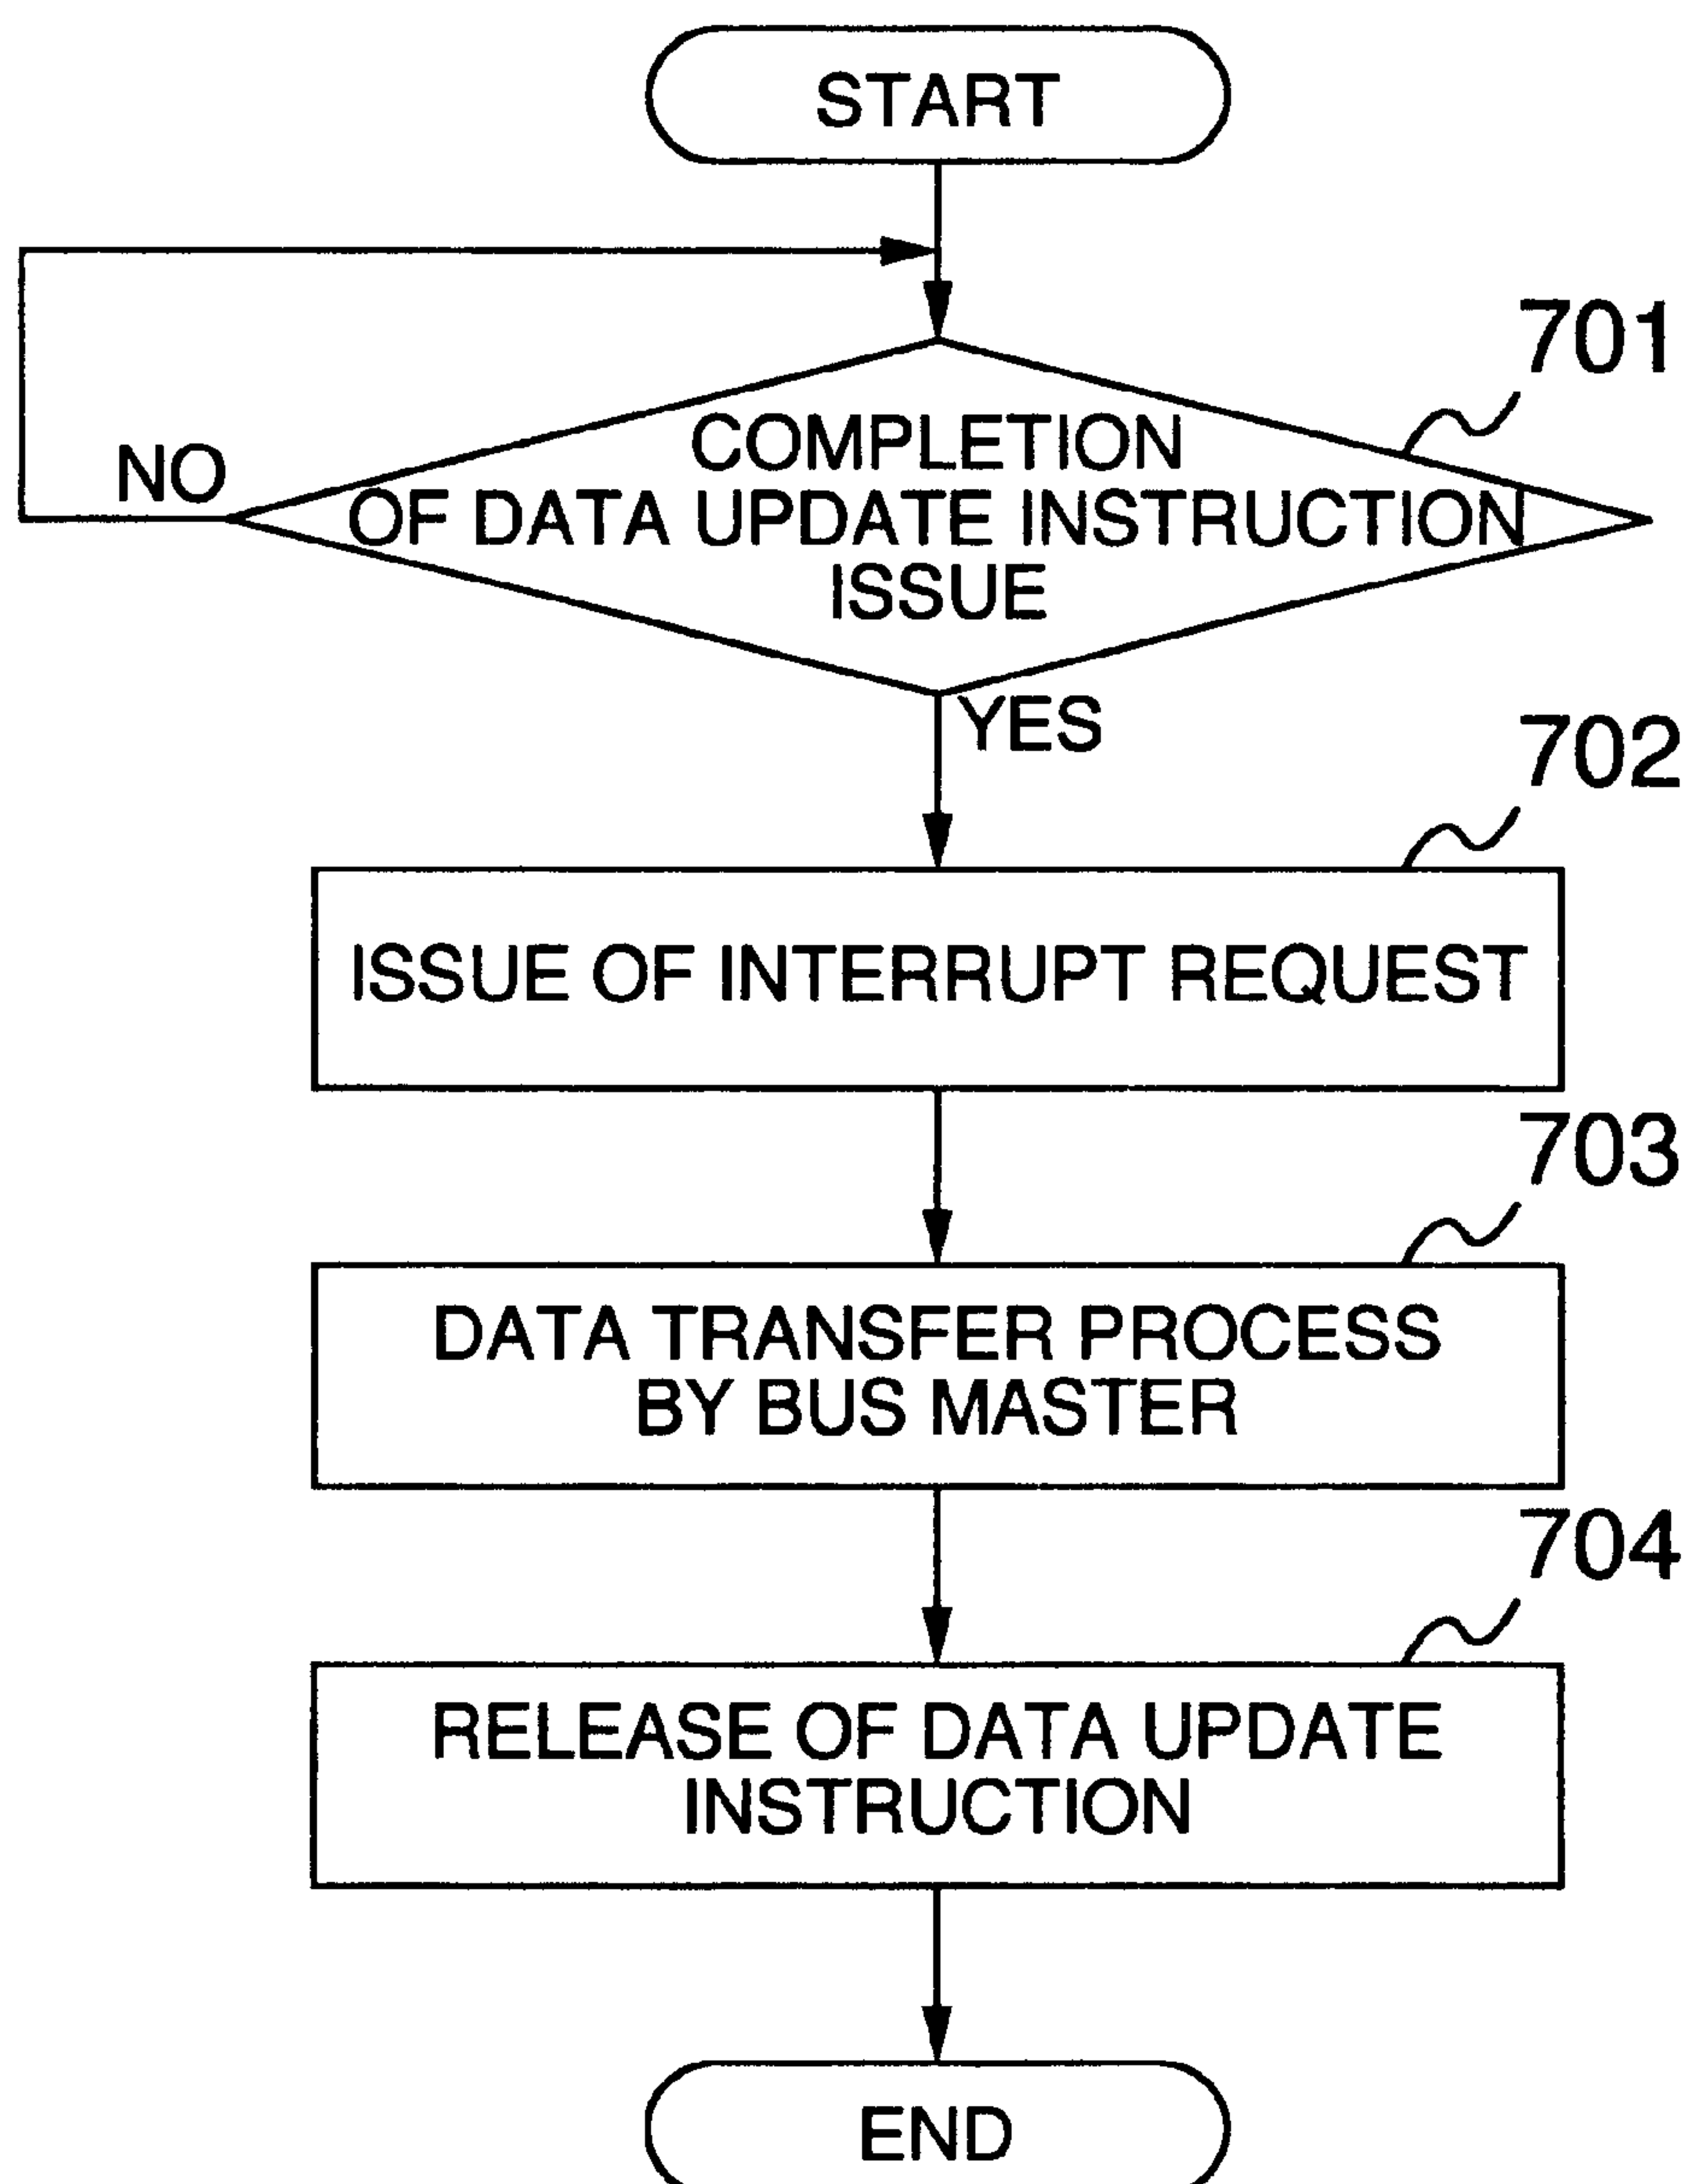 START
701
NO
COMPLETION
OF DATA UPDATE INSTRUCTION
ISSUE
YES
702
ISSUE OF INTERRUPT REQUEST
703
DATA TRANSFER PROCESS
BY BUS MASTER
704
RELEASE OF DATA UPDATE
INSTRUCTION
END